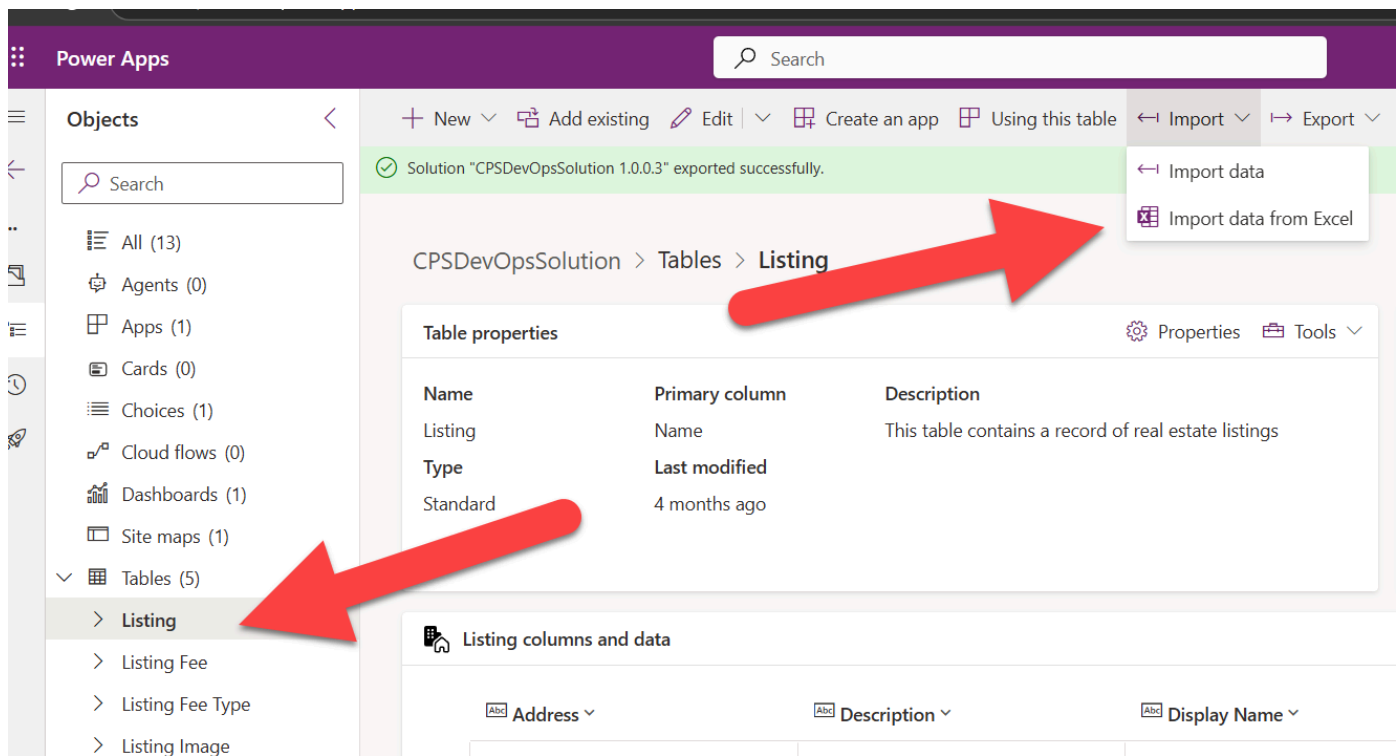 Power Apps
Search
Objects
New
Add existing
Edit
Create an app
Using this table
Import
Export
Search
Solution "CPSDevOpsSolution 1.0.0.3" exported successfully.
Import data
Import data from Excel
All (13)
Agents (0)
Apps (1)
Cards (0)
Choices (1)
Cloud flows (0)
Dashboards (1)
Site maps (1)
Tables (5)
Listing
Listing Fee
Listing Fee Type
Listing Image
CPSDevOpsSolution > Tables > Listing
Table properties
Properties
Tools
Name
Primary column
Description
Listing
Name
This table contains a record of real estate listings
Type
Last modified
Standard
4 months ago
Listing columns and data
Abc Address
Abc Description
Abc Display Name